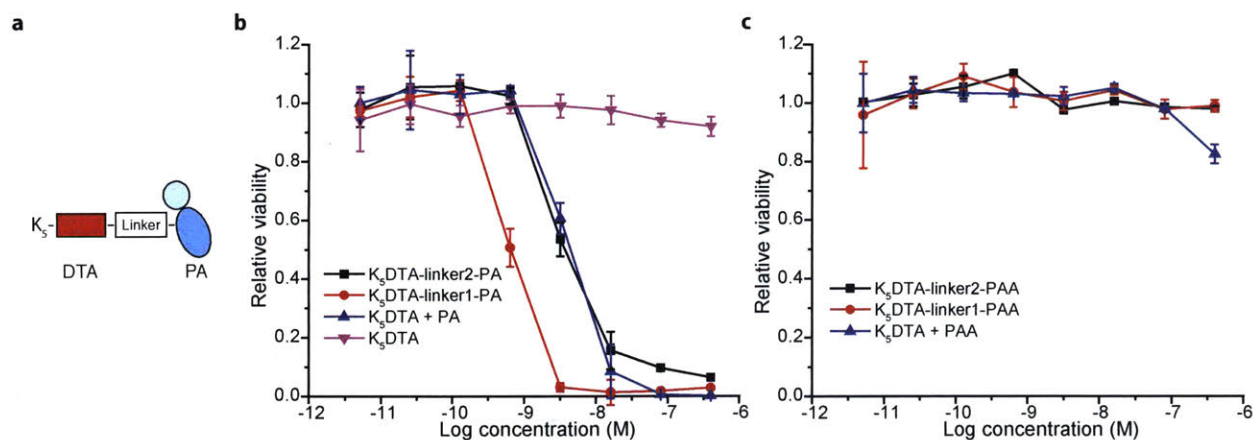 a
K₅-
Linker
DTA
PA
b
Relative viability
1.2
1.0
0.8
0.6
0.4
0.2
0.0
K₅DTA-linker2-PA
K₅DTA-linker1-PA
K₅DTA + PA
K₅DTA
-12 -11 -10 -9 -8 -7 -6
Log concentration (M)
c
Relative viability
1.2
1.0
0.8
0.6
0.4
0.2
0.0
K₅DTA-linker2-PAA
K₅DTA-linker1-PAA
K₅DTA + PAA
-12 -11 -10 -9 -8 -7 -6
Log concentration (M)